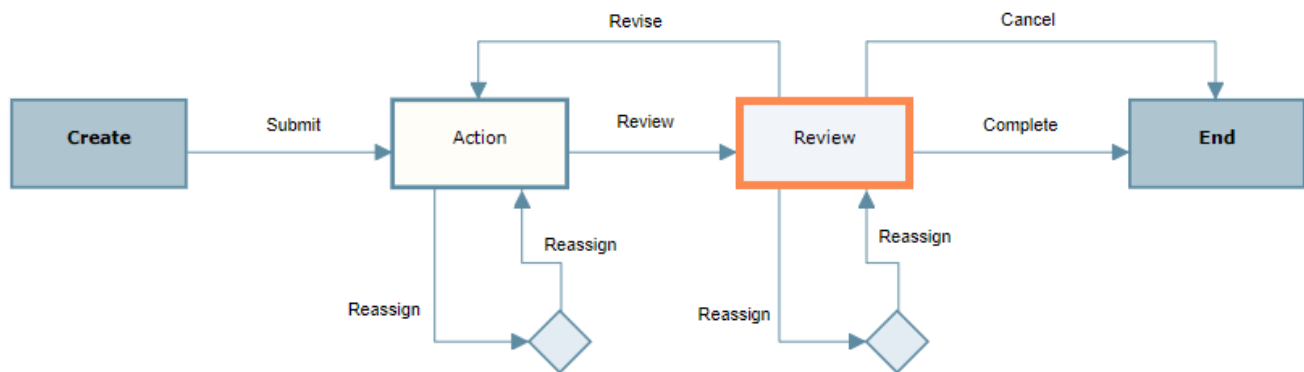 Revise
Cancel
Create
Submit
Action
Review
Review
Complete
End
Reassign
Reassign
Reassign
Reassign